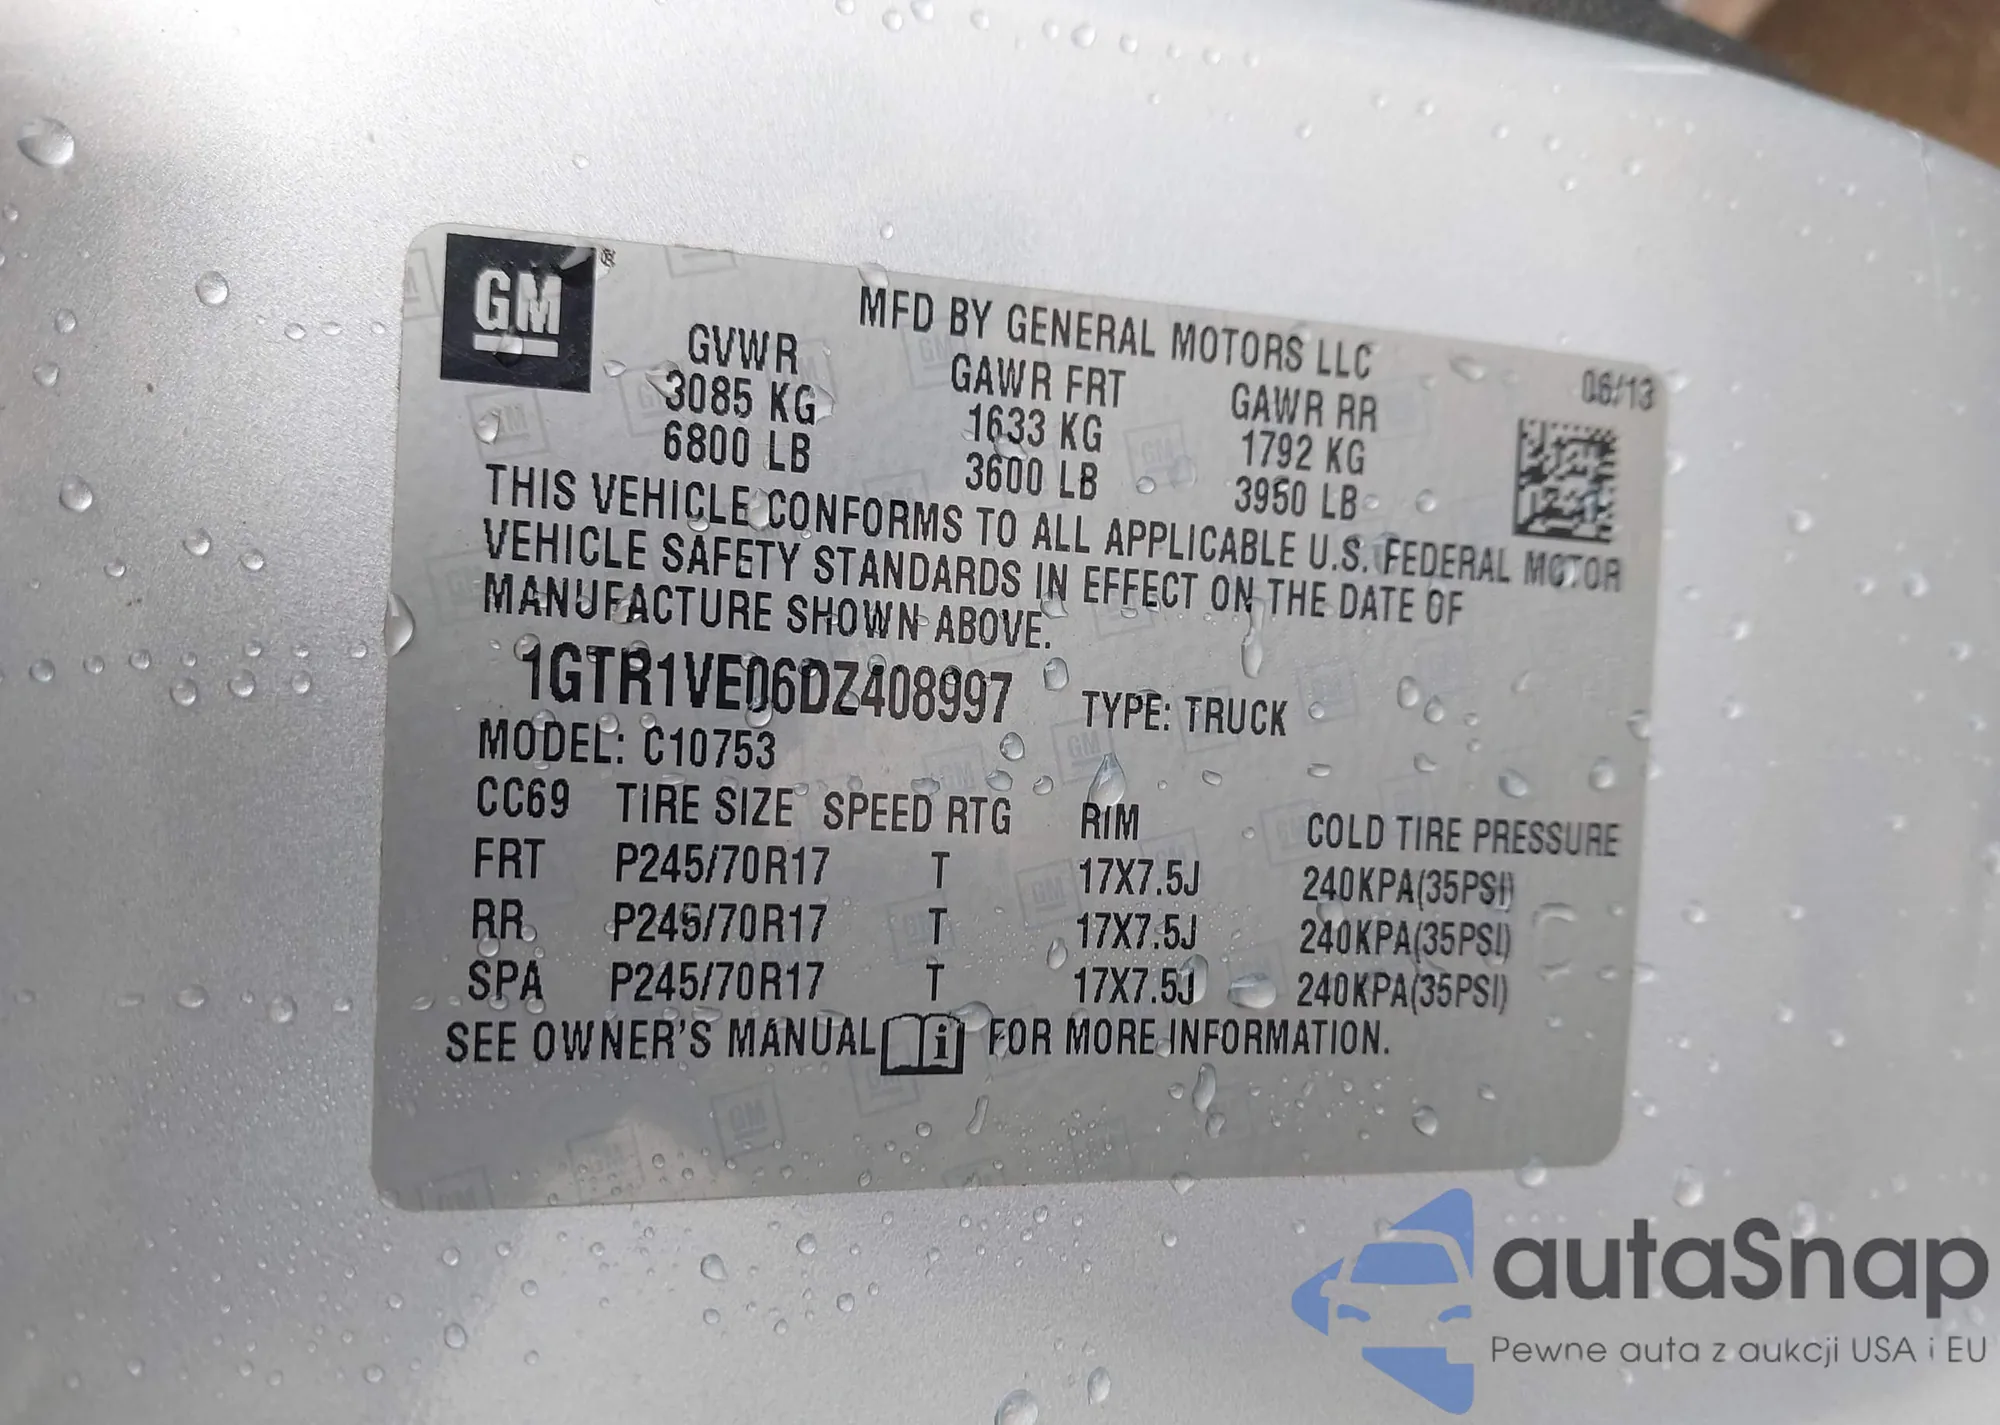 GM
®
MFD BY GENERAL MOTORS LLC
06/13
GVWR GAWR FRT GAWR RR
3085 KG 1633 KG 1792 KG
6800 LB 3600 LB 3950 LB
THIS VEHICLE CONFORMS TO ALL APPLICABLE U.S. FEDERAL MOTOR
VEHICLE SAFETY STANDARDS IN EFFECT ON THE DATE OF
MANUFACTURE SHOWN ABOVE.
1GTR1VE06DZ408997 TYPE: TRUCK
MODEL: C10753
CC69 TIRE SIZE SPEED RTG RIM COLD TIRE PRESSURE
FRT P245/70R17 T 17X7.5J 240KPA(35PSI)
RR P245/70R17 T 17X7.5J 240KPA(35PSI)
SPA P245/70R17 T 17X7.5J 240KPA(35PSI)
SEE OWNER'S MANUAL i FOR MORE INFORMATION.
autaSnap
Pewne auta z aukcji USA i EU